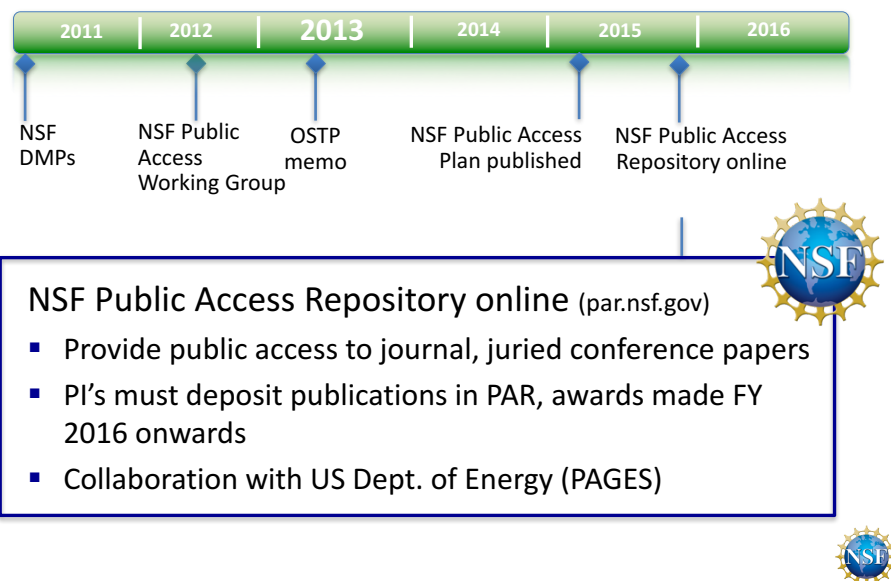 2011 2012 2013 2014 2015 2016
NSF
DMPs
NSF Public
Access
Working Group
OSTP
memo
NSF Public Access
Plan published
NSF Public Access
Repository online
NSF
NSF Public Access Repository online (par.nsf.gov)
▪ Provide public access to journal, juried conference papers
▪ PI’s must deposit publications in PAR, awards made FY
2016 onwards
▪ Collaboration with US Dept. of Energy (PAGES)
NSF